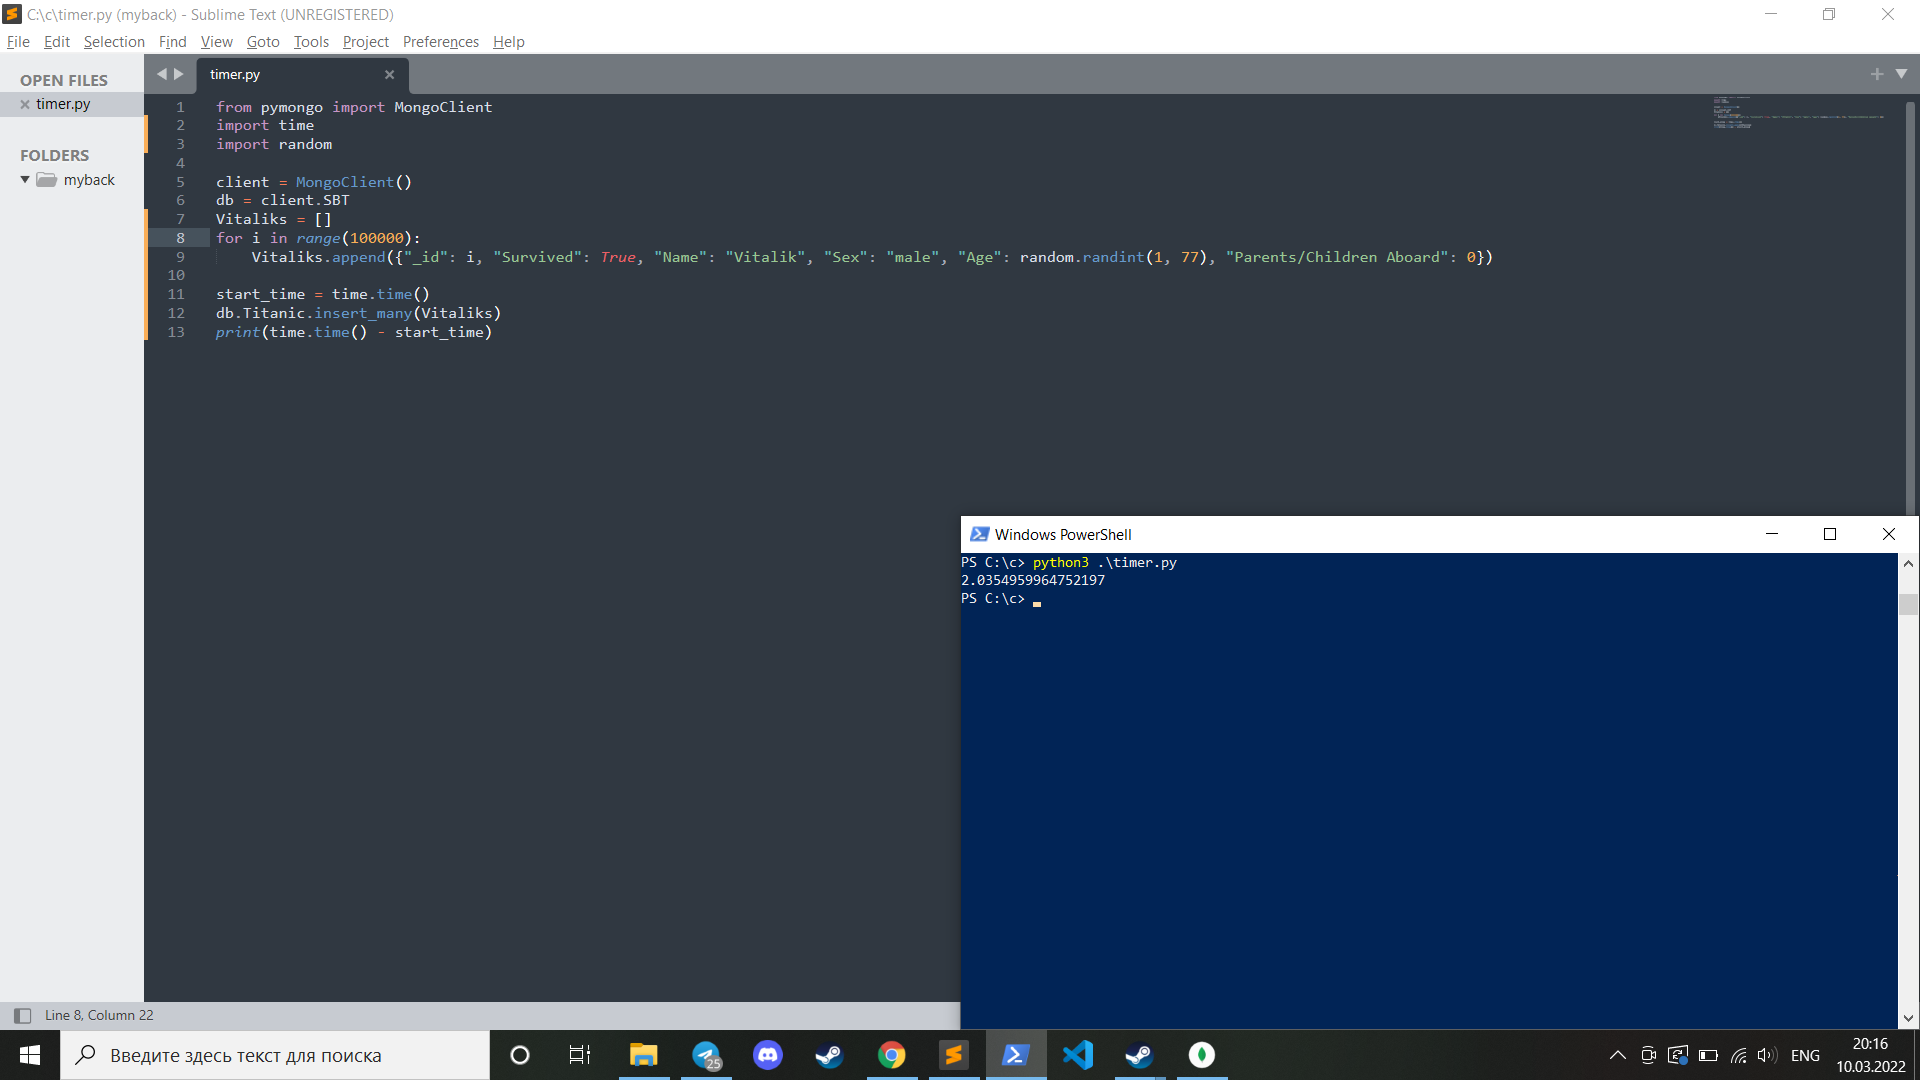 C:\c\timer.py (myback) - Sublime Text (UNREGISTERED)
File Edit Selection Find View Goto Tools Project Preferences Help
OPEN FILES
timer.py
FOLDERS
myback
timer.py
1 from pymongo import MongoClient
2 import time
3 import random
4
5 client = MongoClient()
6 db = client.SBT
7 Vitaliks = []
8 for i in range(100000):
9 Vitaliks.append({"_id": i, "Survived": True, "Name": "Vitalik", "Sex": "male", "Age": random.randint(1, 77), "Parents/Children Aboard": 0})
10
11 start_time = time.time()
12 db.Titanic.insert_many(Vitaliks)
13 print(time.time() - start_time)
Windows PowerShell
PS C:\c> python3 .\timer.py
2.0354959964752197
PS C:\c>
Line 8, Column 22
Введите здесь текст для поиска
25
ENG
20:16
10.03.2022